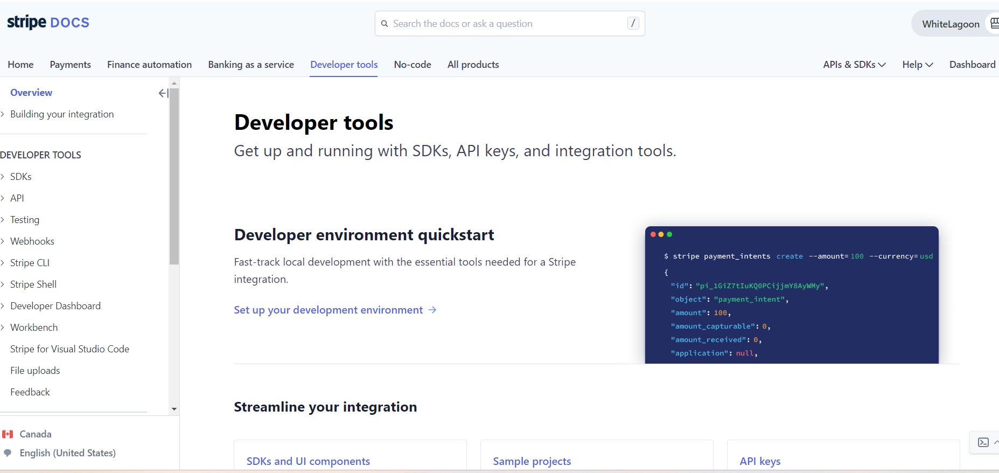 stripe DOCS
Search the docs or ask a question
/
WhiteLagoon
Home Payments Finance automation Banking as a service Developer tools No-code All products
APIs & SDKs Help Dashboard
Overview
Building your integration
DEVELOPER TOOLS
SDKs
API
Testing
Webhooks
Stripe CLI
Stripe Shell
Developer Dashboard
Workbench
Stripe for Visual Studio Code
File uploads
Feedback
Canada
English (United States)
Developer tools
Get up and running with SDKs, API keys, and integration tools.
Developer environment quickstart
Fast-track local development with the essential tools needed for a Stripe
integration.
Set up your development environment →
$ stripe payment_intents create --amount=100 --currency=usd
{
"id": "pi_1GiZ7tIuKQ0PCijjmY8AyWMy",
"object": "payment_intent",
"amount": 100,
"amount_capturable": 0,
"amount_received": 0,
"application": null,
Streamline your integration
SDKs and UI components
Sample projects
API keys